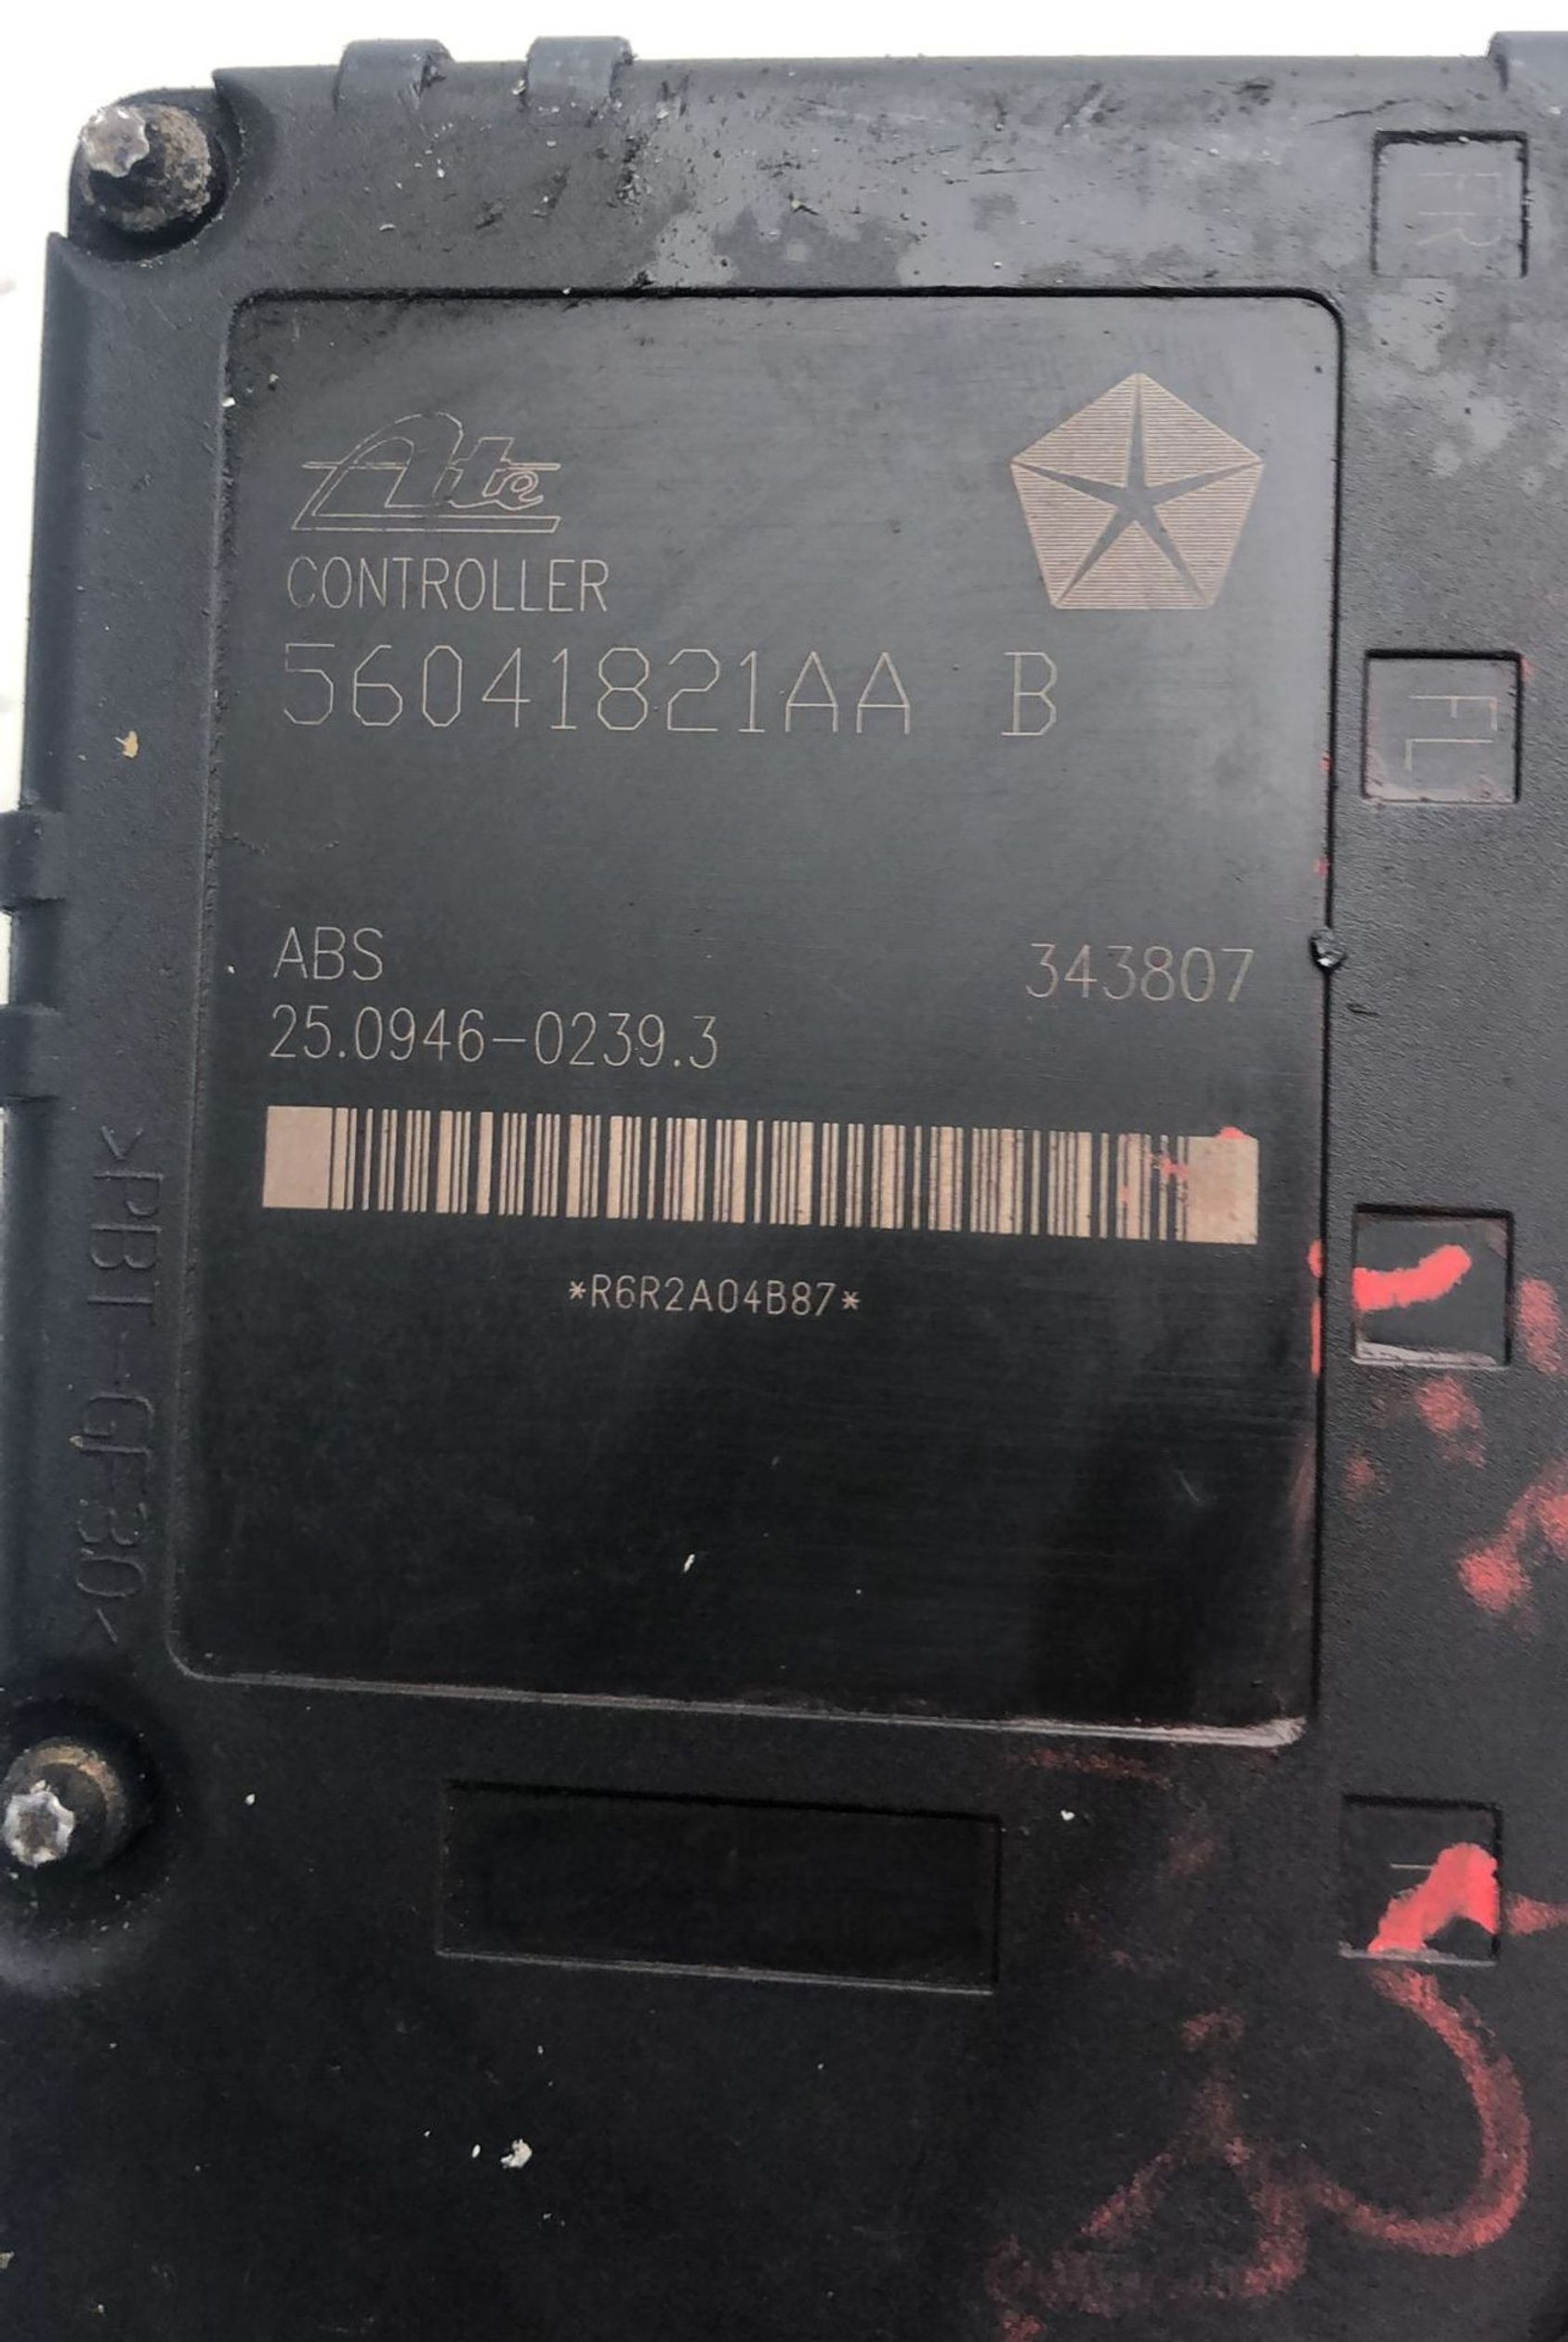 FR
Ate
CONTROLLER
56041821AA B
FL
ABS 343807
25.0946-0239.3
*R6R2A04B87*
>PBT-GF30<